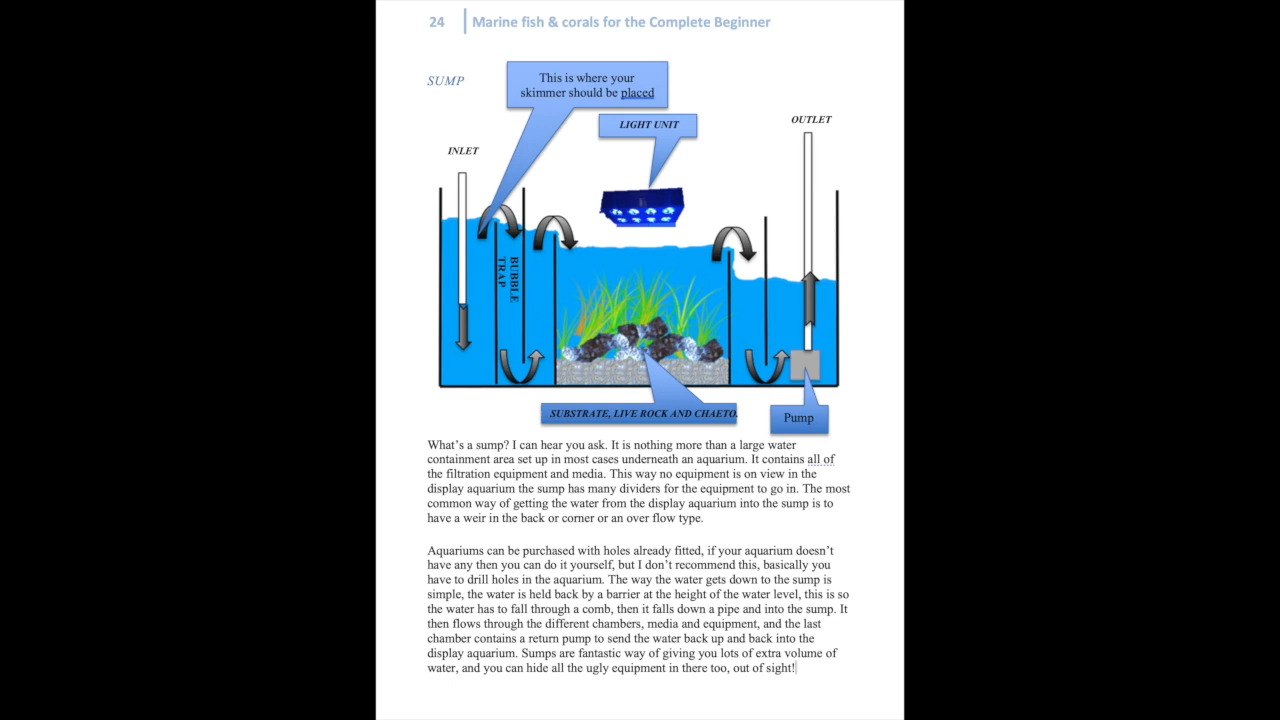 24 Marine fish & corals for the Complete Beginner
SUMP
This is where your
skimmer should be placed
LIGHT UNIT
OUTLET
INLET
BUBBLE
TRAP
SUBSTRATE, LIVE ROCK AND CHAETO.
Pump
What's a sump? I can hear you ask. It is nothing more than a large water
containment area set up in most cases underneath an aquarium. It contains all of
the filtration equipment and media. This way no equipment is on view in the
display aquarium the sump has many dividers for the equipment to go in. The most
common way of getting the water from the display aquarium into the sump is to
have a weir in the back or corner or an over flow type.
Aquariums can be purchased with holes already fitted, if your aquarium doesn't
have any then you can do it yourself, but I don't recommend this, basically you
have to drill holes in the aquarium. The way the water gets down to the sump is
simple, the water is held back by a barrier at the height of the water level, this is so
the water has to fall through a comb, then it falls down a pipe and into the sump. It
then flows through the different chambers, media and equipment, and the last
chamber contains a return pump to send the water back up and back into the
display aquarium. Sumps are fantastic way of giving you lots of extra volume of
water, and you can hide all the ugly equipment in there too, out of sight!